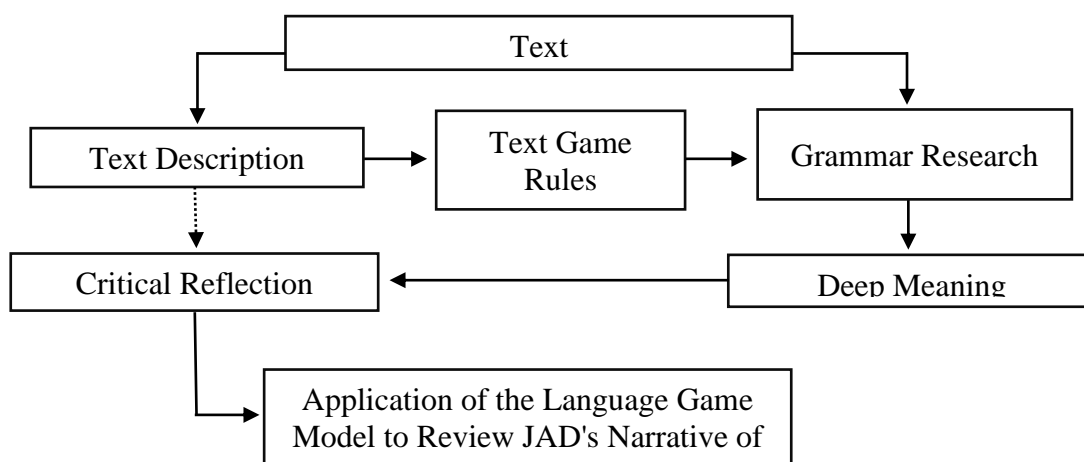 Text
Text Description
Text Game
Rules
Grammar Research
Critical Reflection
Deep Meaning
Application of the Language Game
Model to Review JAD's Narrative of